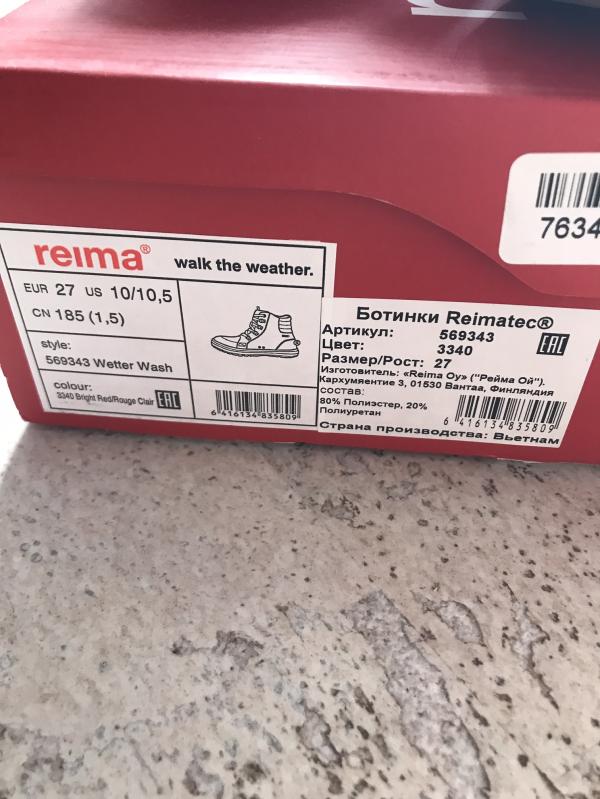 7634
reima®
walk the weather.
EUR 27 US 10/10,5
CN 185 (1,5)
style:
569343 Wetter Wash
colour:
3340 Bright Red/Rouge Clair EAC
6 416134 835809
Ботинки Reimatec®
Артикул: 569343
Цвет: 3340
Размер/Рост: 27
EAC
Изготовитель: «Reima Oy» ("Рейма Ой").
Кархумяентие 3, 01530 Вантаа, Финляндия
СОСТАВ:
80% Полиэстер, 20%
Полиуретан
6 416134 835809
Страна производства: Вьетнам